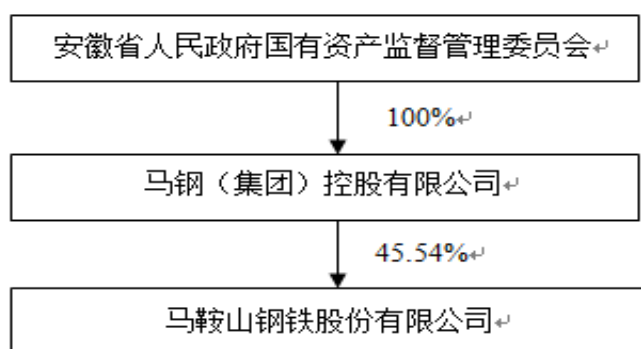 安徽省人民政府国有资产监督管理委员会
100%
马钢（集团）控股有限公司
45.54%
马鞍山钢铁股份有限公司